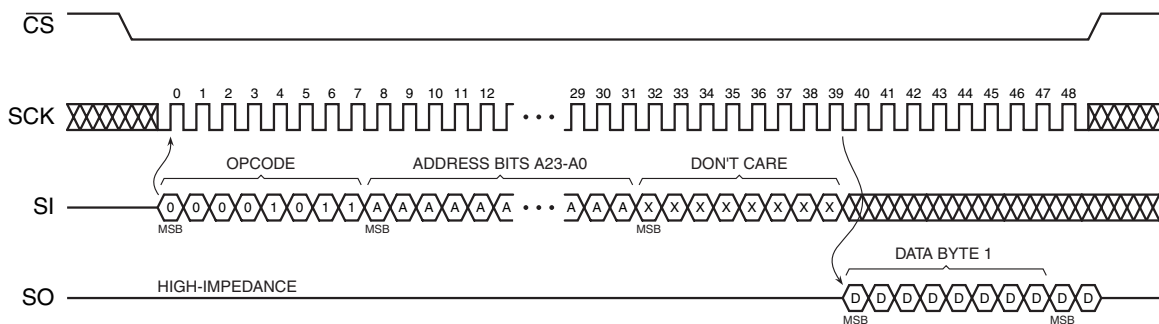 CS
SCK
0 1 2 3 4 5 6 7 8 9 10 11 12 29 30 31 32 33 34 35 36 37 38 39 40 41 42 43 44 45 46 47 48
OPCODE ADDRESS BITS A23-A0 DON'T CARE
SI
0 0 0 0 1 0 1 1 A A A A A A A A A X X X X X X X X
MSB MSB MSB
DATA BYTE 1
SO
HIGH-IMPEDANCE
D D D D D D D D D D
MSB MSB